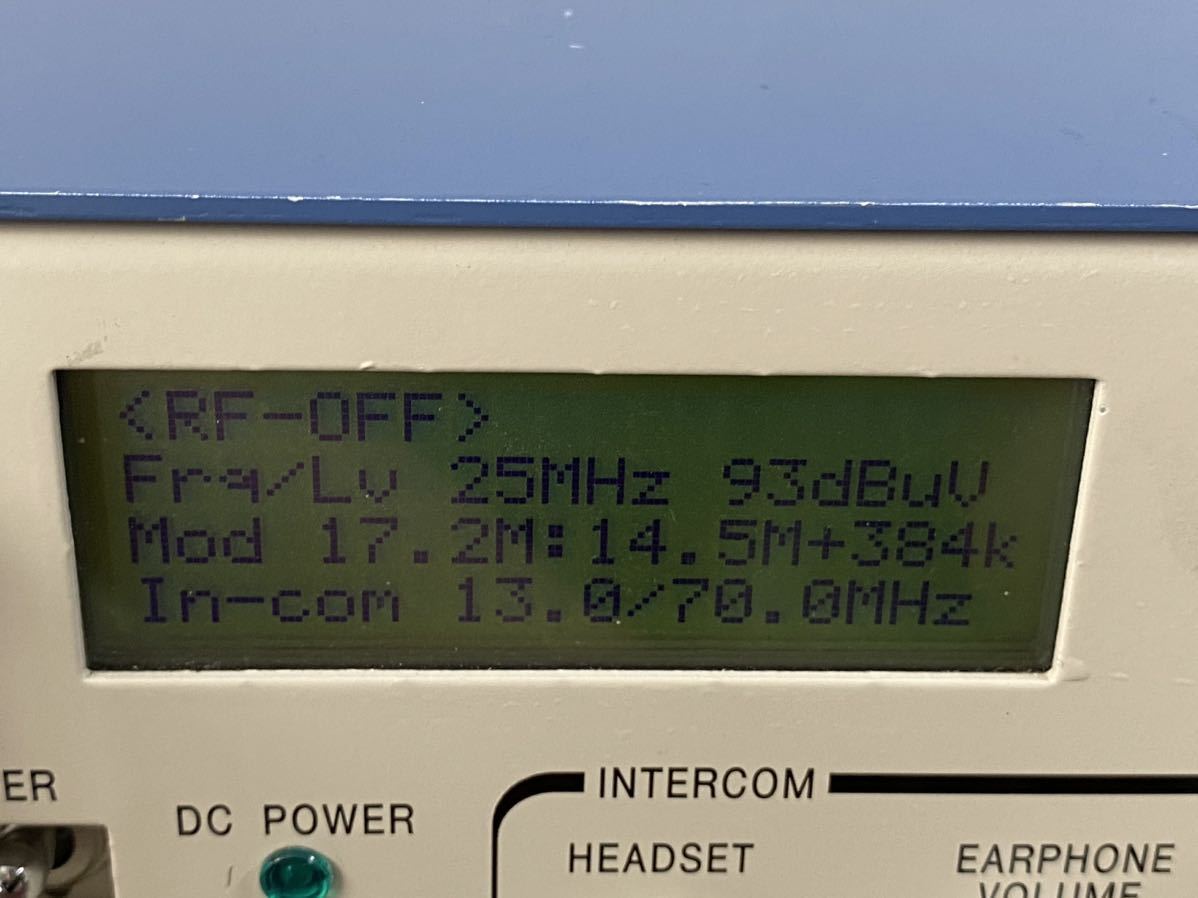 <RF-OFF>
Frq/Lv 25MHz 93dBuV
Mod 17.2M:14.5M+384k
In-com 13.0/70.0MHz
ER
DC POWER
INTERCOM
HEADSET
EARPHONE
VOLUME